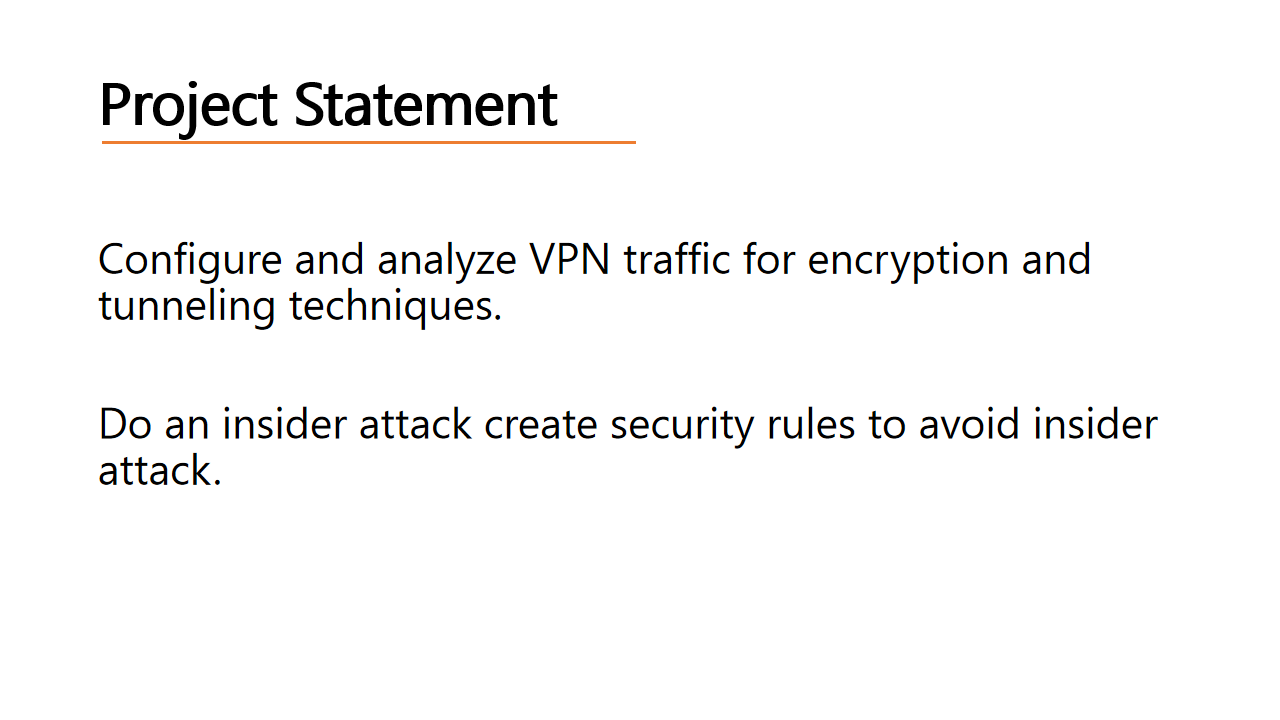 Project Statement
Configure and analyze VPN traffic for encryption and
tunneling techniques.
Do an insider attack create security rules to avoid insider
attack.